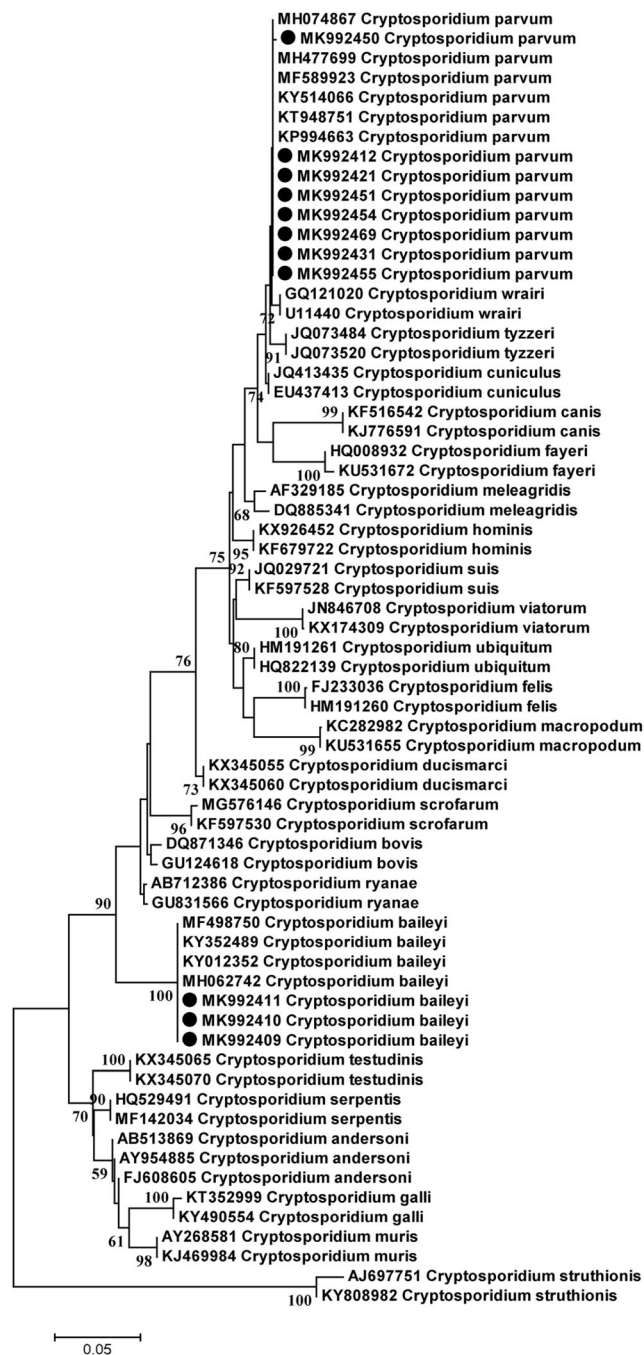 MH074867 Cryptosporidium parvum
MK992450 Cryptosporidium parvum
MH477699 Cryptosporidium parvum
MF589923 Cryptosporidium parvum
KY514066 Cryptosporidium parvum
KT948751 Cryptosporidium parvum
KP994663 Cryptosporidium parvum
MK992412 Cryptosporidium parvum
MK992421 Cryptosporidium parvum
MK992451 Cryptosporidium parvum
MK992454 Cryptosporidium parvum
MK992469 Cryptosporidium parvum
MK992431 Cryptosporidium parvum
MK992455 Cryptosporidium parvum
GQ121020 Cryptosporidium wrairi
72 U11440 Cryptosporidium wrairi
JQ073484 Cryptosporidium tyzzeri
91 JQ073520 Cryptosporidium tyzzeri
JQ413435 Cryptosporidium cuniculus
74 EU437413 Cryptosporidium cuniculus
99 KF516542 Cryptosporidium canis
KJ776591 Cryptosporidium canis
HQ008932 Cryptosporidium fayeri
100 KU531672 Cryptosporidium fayeri
AF329185 Cryptosporidium meleagridis
68 DQ885341 Cryptosporidium meleagridis
KX926452 Cryptosporidium hominis
75 95 KF679722 Cryptosporidium hominis
92 JQ029721 Cryptosporidium suis
KF597528 Cryptosporidium suis
JN846708 Cryptosporidium viatorum
100 KX174309 Cryptosporidium viatorum
80 HM191261 Cryptosporidium ubiquitum
HQ822139 Cryptosporidium ubiquitum
76 100 FJ233036 Cryptosporidium felis
HM191260 Cryptosporidium felis
KC282982 Cryptosporidium macropodum
99 KU531655 Cryptosporidium macropodum
KX345055 Cryptosporidium ducismarci
73 KX345060 Cryptosporidium ducismarci
MG576146 Cryptosporidium scrofarum
96 KF597530 Cryptosporidium scrofarum
DQ871346 Cryptosporidium bovis
GU124618 Cryptosporidium bovis
AB712386 Cryptosporidium ryanae
90 GU831566 Cryptosporidium ryanae
MF498750 Cryptosporidium baileyi
KY352489 Cryptosporidium baileyi
KY012352 Cryptosporidium baileyi
MH062742 Cryptosporidium baileyi
100 MK992411 Cryptosporidium baileyi
MK992410 Cryptosporidium baileyi
MK992409 Cryptosporidium baileyi
100 KX345065 Cryptosporidium testudinis
KX345070 Cryptosporidium testudinis
90 HQ529491 Cryptosporidium serpentis
70 MF142034 Cryptosporidium serpentis
AB513869 Cryptosporidium andersoni
AY954885 Cryptosporidium andersoni
59 FJ608605 Cryptosporidium andersoni
100 KT352999 Cryptosporidium galli
KY490554 Cryptosporidium galli
61 AY268581 Cryptosporidium muris
98 KJ469984 Cryptosporidium muris
AJ697751 Cryptosporidium struthionis
100 KY808982 Cryptosporidium struthionis
0.05